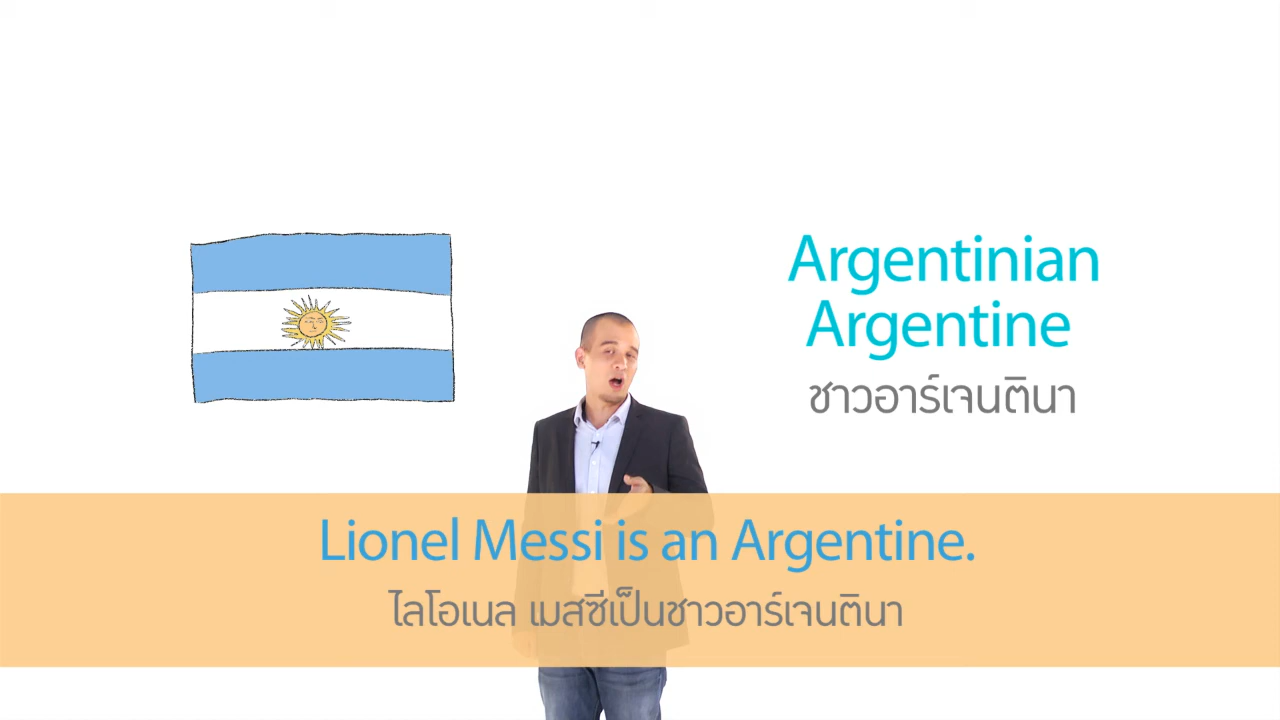 Argentinian
Argentine
ชาวอาร์เจนตินา
Lionel Messi is an Argentine.
ไลโอเนล เมสซีเป็นชาวอาร์เจนตินา